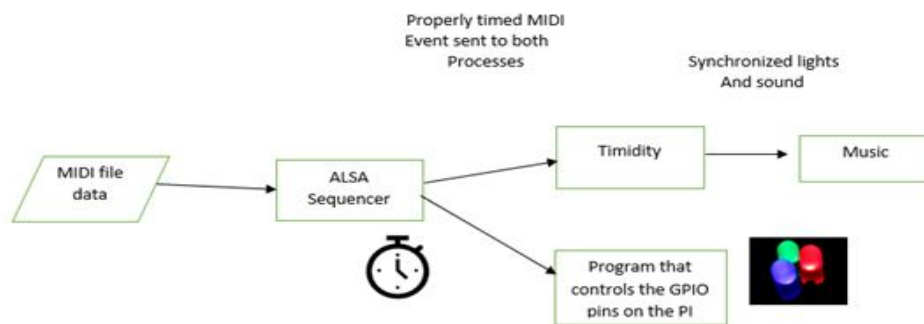 Properly timed MIDI
Event sent to both
Processes
Synchronized lights
And sound
MIDI file
data
ALSA
Sequencer
Timidity
Music
Program that
controls the GPIO
pins on the PI